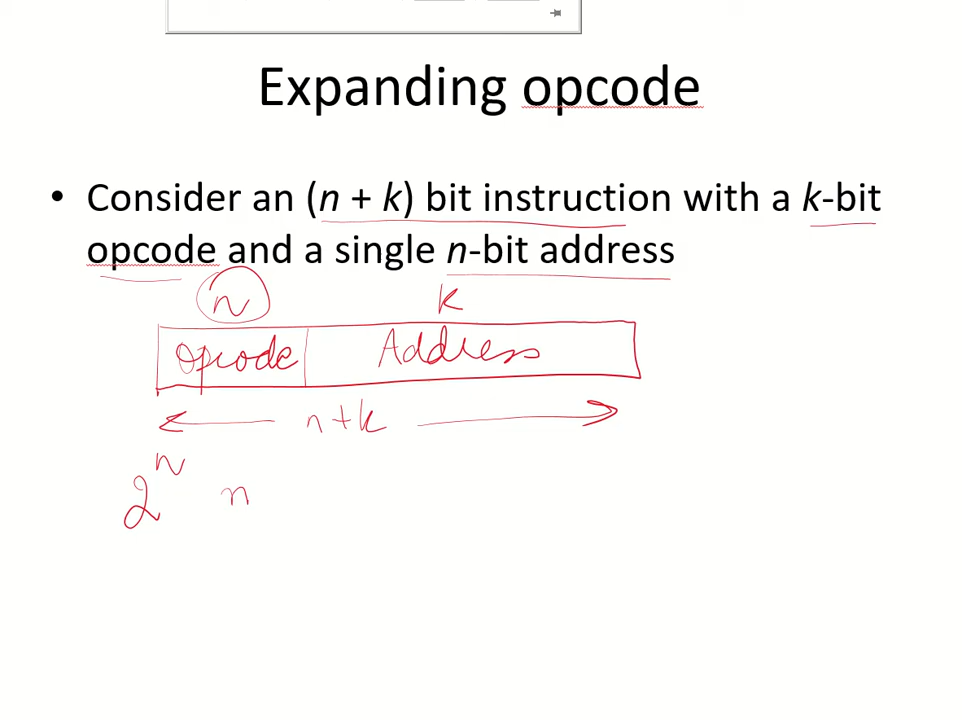 Expanding opcode
• Consider an (n + k) bit instruction with a k-bit
opcode and a single n-bit address
n k
Opcode Address
n+k
2^n n